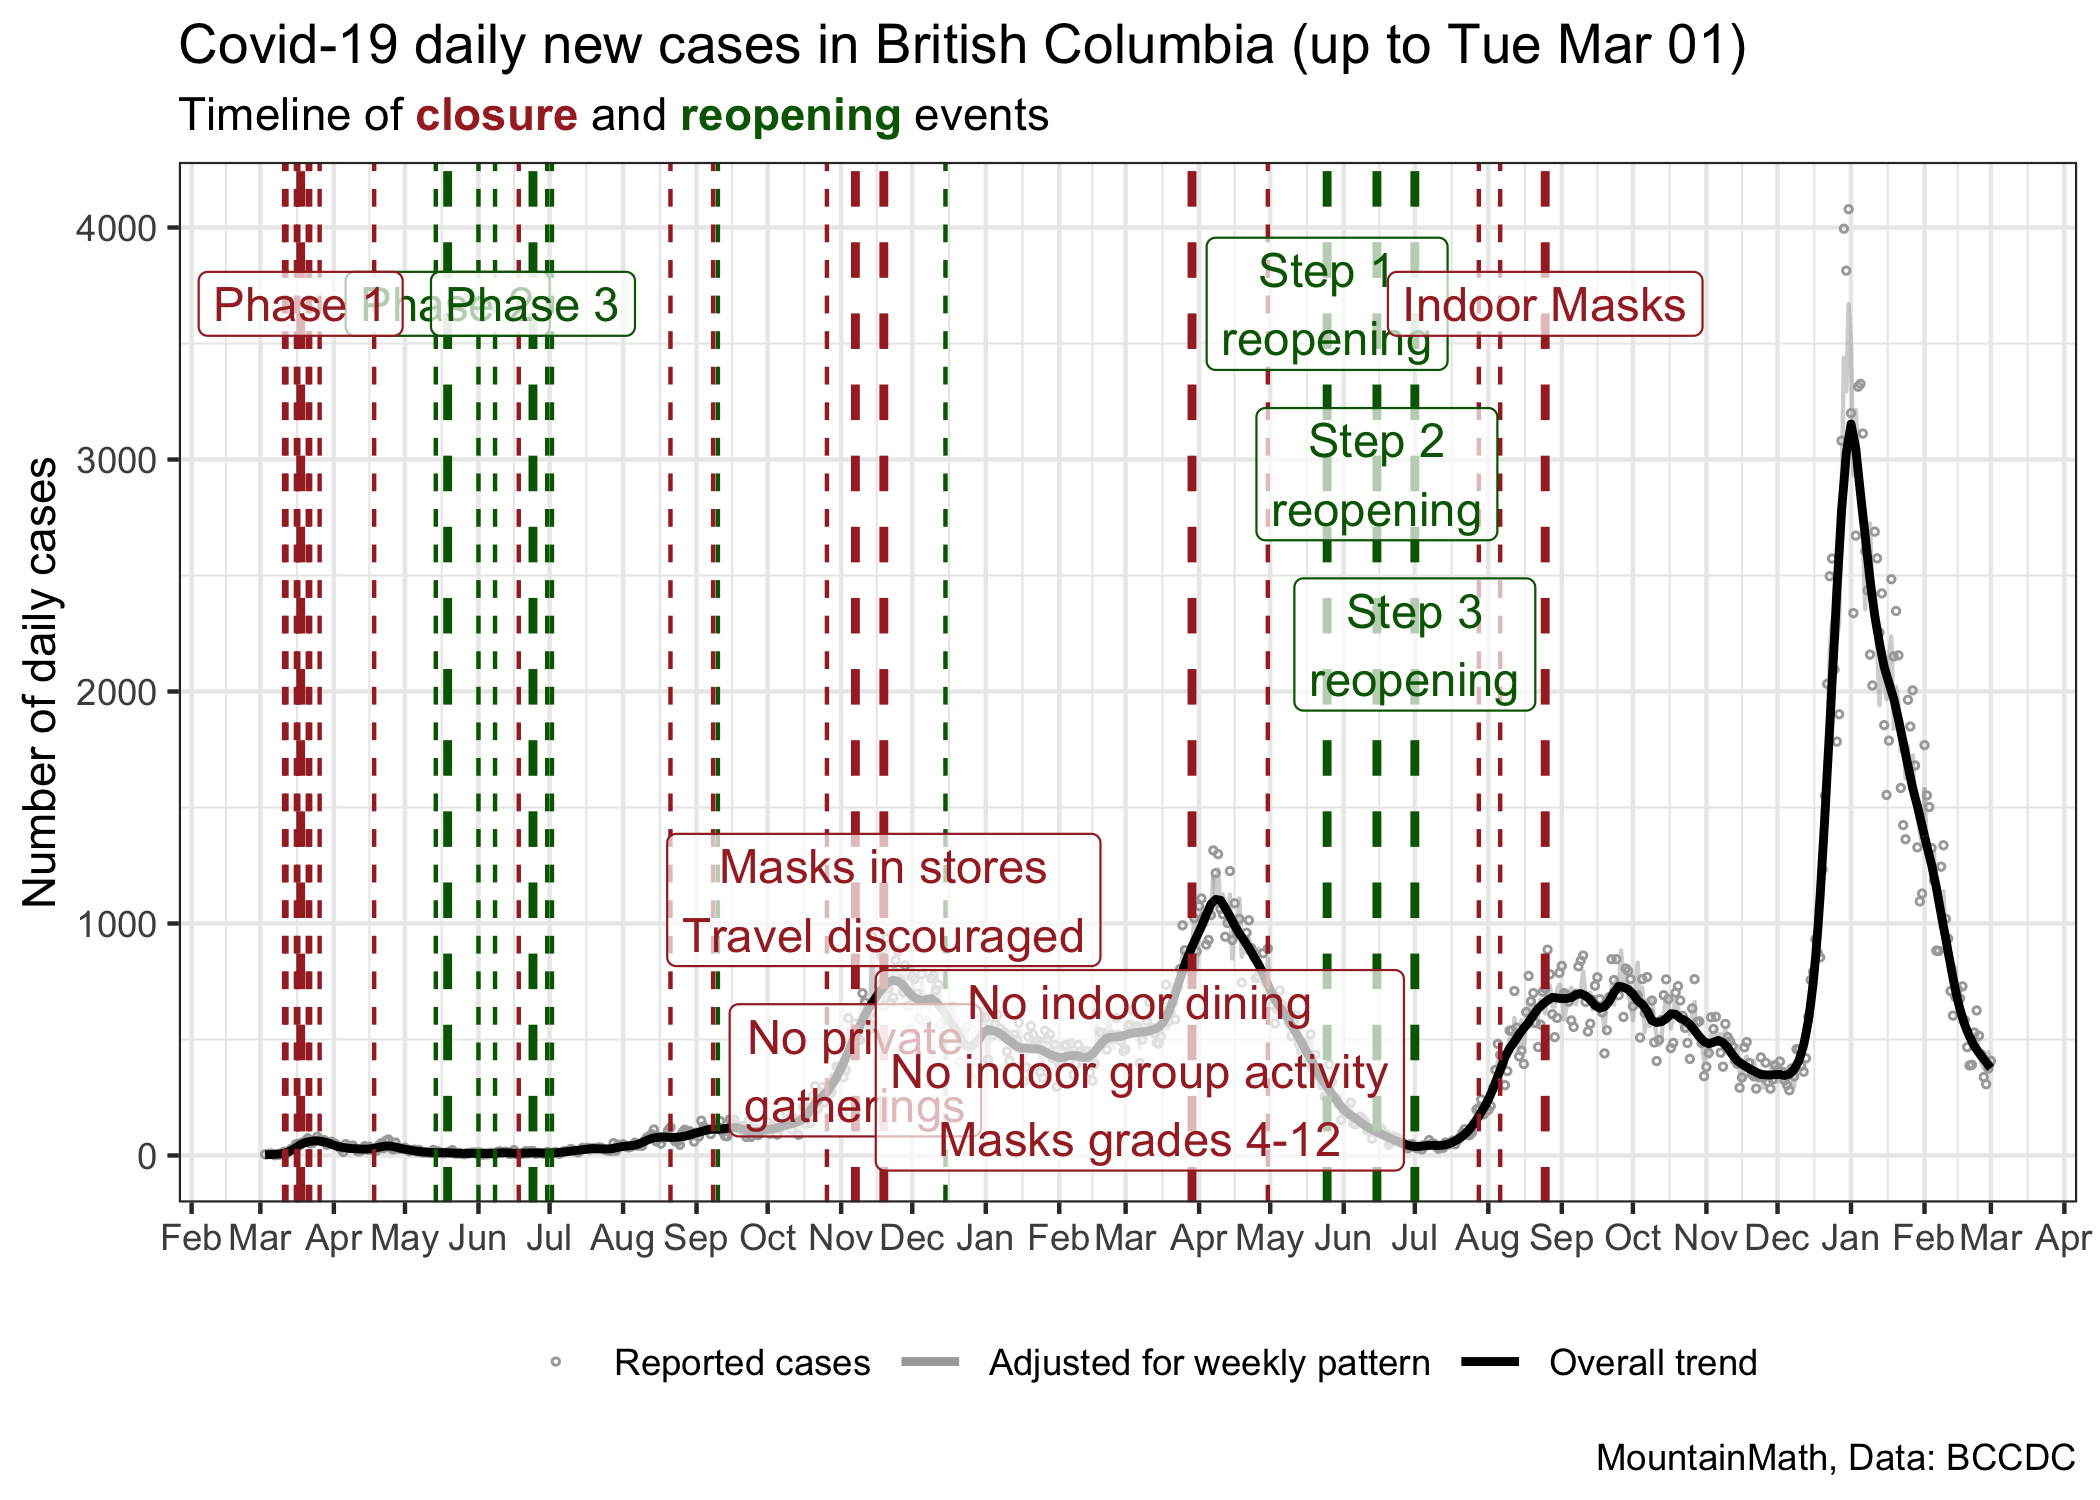 Covid-19 daily new cases in British Columbia (up to Tue Mar 01)
Timeline of closure and reopening events
Number of daily cases
4000
3000
2000
1000
0
Phase 1
Phase 2
Phase 3
Step 1
reopening
Indoor Masks
Step 2
reopening
Step 3
reopening
Masks in stores
Travel discouraged
No private
gatherings
No indoor dining
No indoor group activity
Masks grades 4-12
Feb Mar Apr May Jun Jul Aug Sep Oct Nov Dec Jan Feb Mar Apr May Jun Jul Aug Sep Oct Nov Dec Jan Feb Mar Apr
Reported cases Adjusted for weekly pattern Overall trend
MountainMath, Data: BCCDC